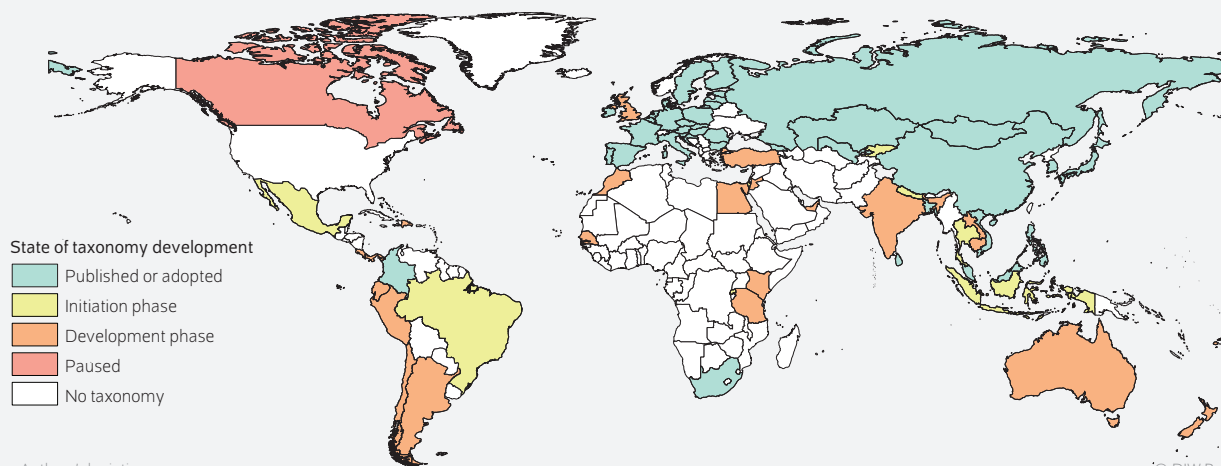 State of taxonomy development
Published or adopted
Initiation phase
Development phase
Paused
No taxonomy